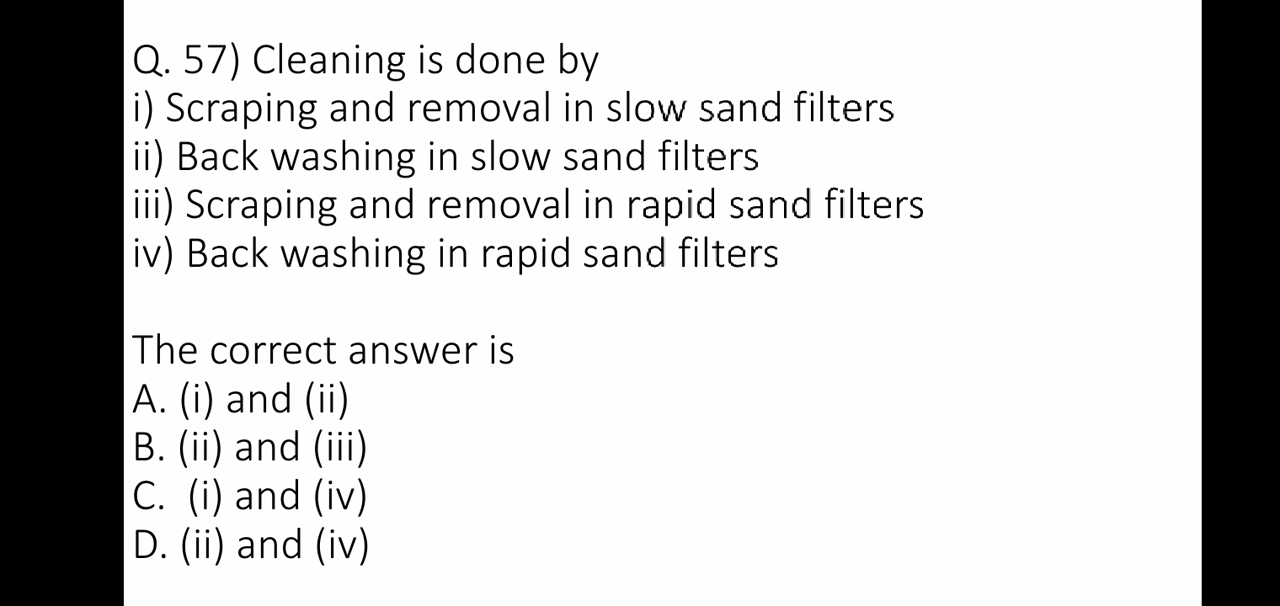 Q. 57) Cleaning is done by
i) Scraping and removal in slow sand filters
ii) Back washing in slow sand filters
iii) Scraping and removal in rapid sand filters
iv) Back washing in rapid sand filters
The correct answer is
A. (i) and (ii)
B. (ii) and (iii)
C. (i) and (iv)
D. (ii) and (iv)